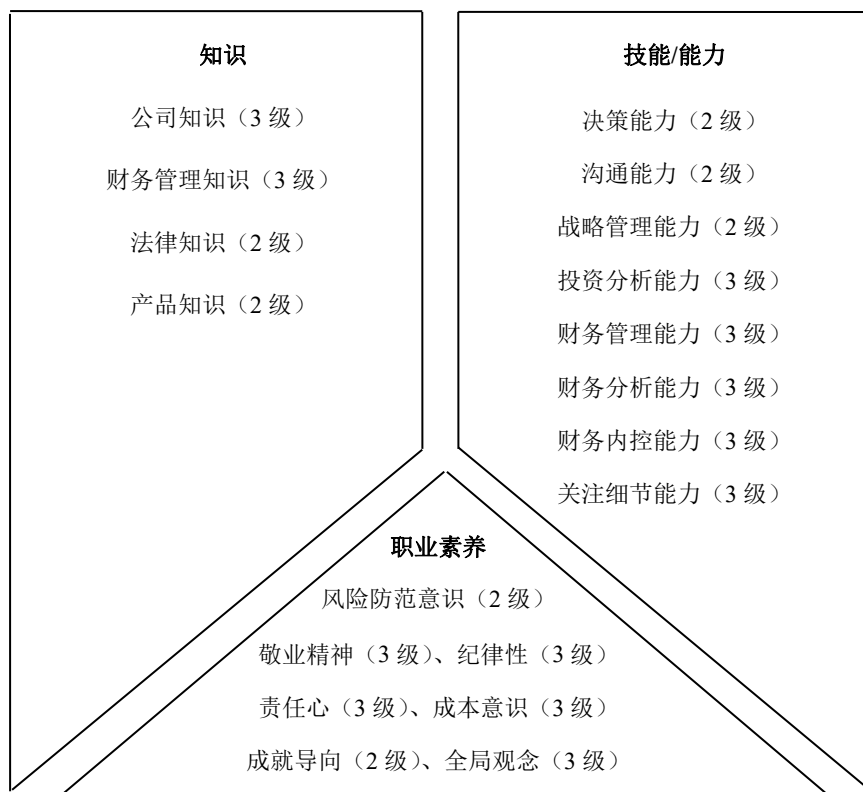 知识
公司知识（3 级）
财务管理知识（3 级）
法律知识（2 级）
产品知识（2 级）
技能/能力
决策能力（2 级）
沟通能力（2 级）
战略管理能力（2 级）
投资分析能力（3 级）
财务管理能力（3 级）
财务分析能力（3 级）
财务内控能力（3 级）
关注细节能力（3 级）
职业素养
风险防范意识（2 级）
敬业精神（3 级）、纪律性（3 级）
责任心（3 级）、成本意识（3 级）
成就导向（2 级）、全局观念（3 级）